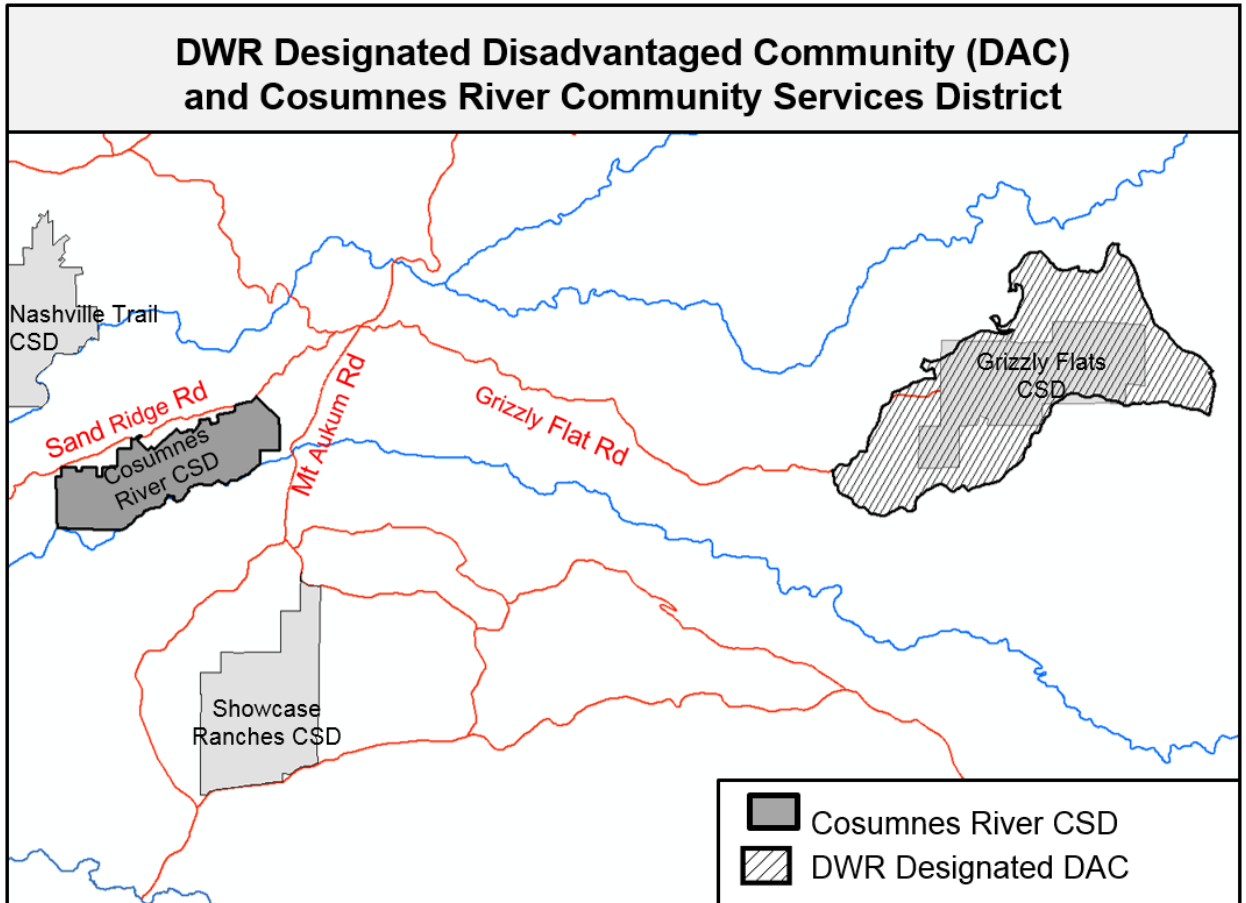 DWR Designated Disadvantaged Community (DAC)
and Cosumnes River Community Services District
Nashville Trail
CSD
Sand Ridge Rd
Cosumnes
River CSD
Mt Aukum Rd
Grizzly Flat Rd
Grizzly Flats
CSD
Showcase
Ranches CSD
Cosumnes River CSD
DWR Designated DAC